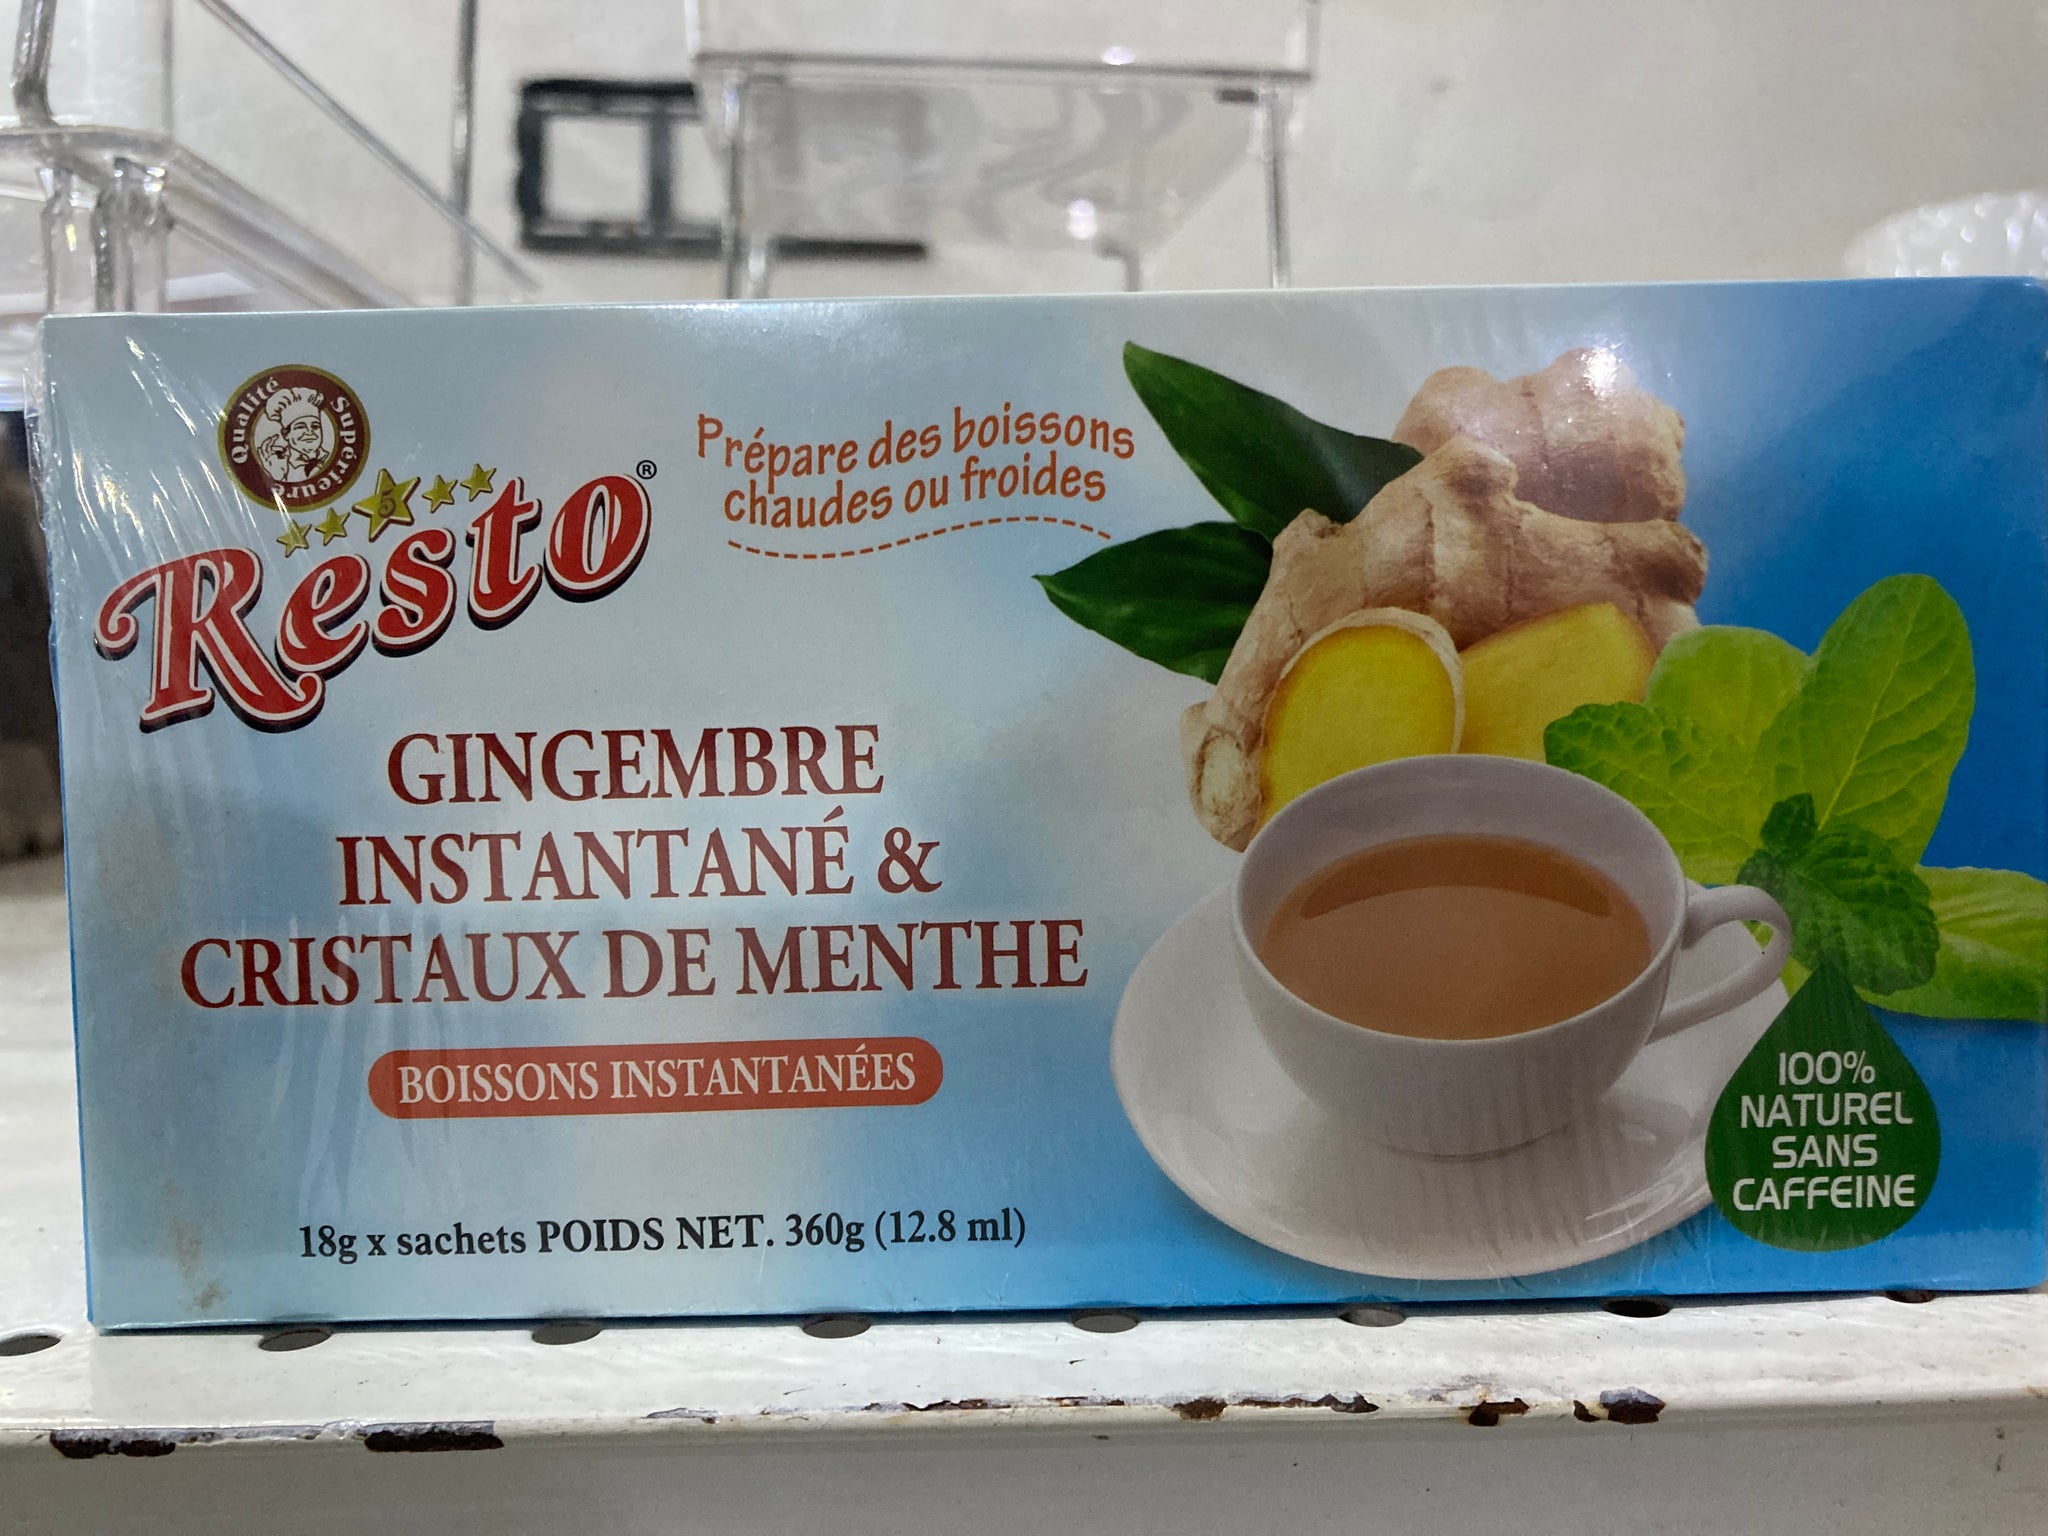 Qualité Supérieure
5
Resto®
Prépare des boissons
chaudes ou froides
GINGEMBRE
INSTANTANÉ &
CRISTAUX DE MENTHE
BOISSONS INSTANTANÉES
18g x sachets POIDS NET. 360g (12.8 ml)
100%
NATUREL
SANS
CAFFEINE